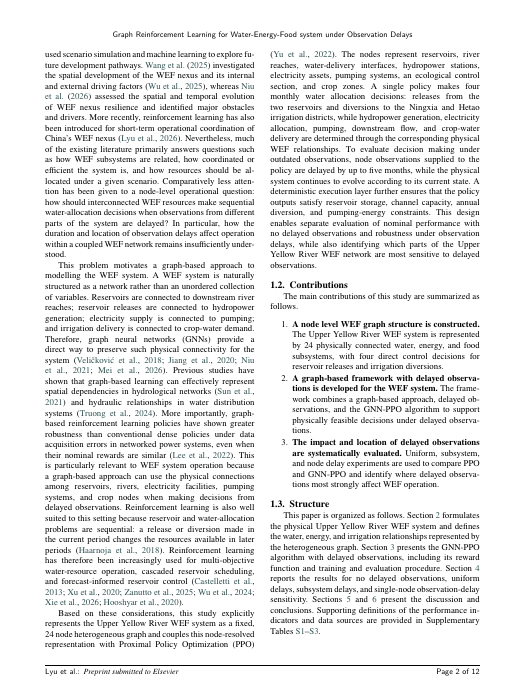 Graph Reinforcement Learning for Water-Energy-Food system under Observation Delays
used scenario simulation and machine learning to explore fu-
ture development pathways. Wang et al. (2025) investigated
the spatial development of the WEF nexus and its internal
and external driving factors (Wu et al., 2025), whereas Niu
et al. (2026) assessed the spatial and temporal evolution
of WEF nexus resilience and identified major obstacles
and drivers. More recently, reinforcement learning has also
been introduced for short-term operational coordination of
China's WEF nexus (Lyu et al., 2026). Nevertheless, much
of the existing literature primarily answers questions such
as how WEF subsystems are related, how coordinated or
efficient the system is, and how resources should be al-
located under a given scenario. Comparatively less atten-
tion has been given to a node-level operational question:
how should interconnected WEF resources make sequential
water-allocation decisions when observations from different
parts of the system are delayed? In particular, how the
duration and location of observation delays affect operation
within a coupled WEF network remains insufficiently under-
stood.
This problem motivates a graph-based approach to
modelling the WEF system. A WEF system is naturally
structured as a network rather than an unordered collection
of variables. Reservoirs are connected to downstream river
reaches; reservoir releases are connected to hydropower
generation; electricity supply is connected to pumping;
and irrigation delivery is connected to crop-water demand.
Therefore, graph neural networks (GNNs) provide a
direct way to preserve such physical connectivity for the
system (Veličković et al., 2018; Jiang et al., 2020; Niu
et al., 2021; Mei et al., 2026). Previous studies have
shown that graph-based learning can effectively represent
spatial dependencies in hydrological networks (Sun et al.,
2021) and hydraulic relationships in water distribution
systems (Truong et al., 2024). More importantly, graph-
based reinforcement learning policies have shown greater
robustness than conventional dense policies under data
acquisition errors in networked power systems, even when
their nominal rewards are similar (Lee et al., 2022). This
is particularly relevant to WEF system operation because
a graph-based approach can use the physical connections
among reservoirs, rivers, electricity facilities, pumping
systems, and crop nodes when making decisions from
delayed observations. Reinforcement learning is also well
suited to this setting because reservoir and water-allocation
problems are sequential: a release or diversion made in
the current period changes the resources available in later
periods (Haarnoja et al., 2018). Reinforcement learning
has therefore been increasingly used for multi-objective
water-resource operation, cascaded reservoir scheduling,
and forecast-informed reservoir control (Castelletti et al.,
2013; Xu et al., 2020; Zanutto et al., 2025; Wu et al., 2024;
Xie et al., 2026; Hooshyar et al., 2020).
Based on these considerations, this study explicitly
represents the Upper Yellow River WEF system as a fixed,
24 node heterogeneous graph and couples this node-resolved
representation with Proximal Policy Optimization (PPO)
(Yu et al., 2022). The nodes represent reservoirs, river
reaches, water-delivery interfaces, hydropower stations,
electricity assets, pumping systems, an ecological control
section, and crop zones. A single policy makes four
monthly water allocation decisions: releases from the
two reservoirs and diversions to the Ningxia and Hetao
irrigation districts, while hydropower generation, electricity
allocation, pumping, downstream flow, and crop-water
delivery are determined through the corresponding physical
WEF relationships. To evaluate decision making under
outdated observations, node observations supplied to the
policy are delayed by up to five months, while the physical
system continues to evolve according to its current state. A
deterministic execution layer further ensures that the policy
outputs satisfy reservoir storage, channel capacity, annual
diversion, and pumping-energy constraints. This design
enables separate evaluation of nominal performance with
no delayed observations and robustness under observation
delays, while also identifying which parts of the Upper
Yellow River WEF network are most sensitive to delayed
observations.
1.2. Contributions
The main contributions of this study are summarized as
follows.
1. A node level WEF graph structure is constructed.
The Upper Yellow River WEF system is represented
by 24 physically connected water, energy, and food
subsystems, with four direct control decisions for
reservoir releases and irrigation diversions.
2. A graph-based framework with delayed observa-
tions is developed for the WEF system. The frame-
work combines a graph-based approach, delayed ob-
servations, and the GNN-PPO algorithm to support
physically feasible decisions under delayed observa-
tions.
3. The impact and location of delayed observations
are systematically evaluated. Uniform, subsystem,
and node delay experiments are used to compare PPO
and GNN-PPO and identify where delayed observa-
tions most strongly affect WEF operation.
1.3. Structure
This paper is organized as follows. Section 2 formulates
the physical Upper Yellow River WEF system and defines
the water, energy, and irrigation relationships represented by
the heterogeneous graph. Section 3 presents the GNN-PPO
algorithm with delayed observations, including its reward
function and training and evaluation procedure. Section 4
reports the results for no delayed observations, uniform
delays, subsystem delays, and single-node observation-delay
sensitivity. Sections 5 and 6 present the discussion and
conclusions. Supporting definitions of the performance in-
dicators and data sources are provided in Supplementary
Tables S1–S3.
Lyu et al.: Preprint submitted to Elsevier
Page 2 of 12